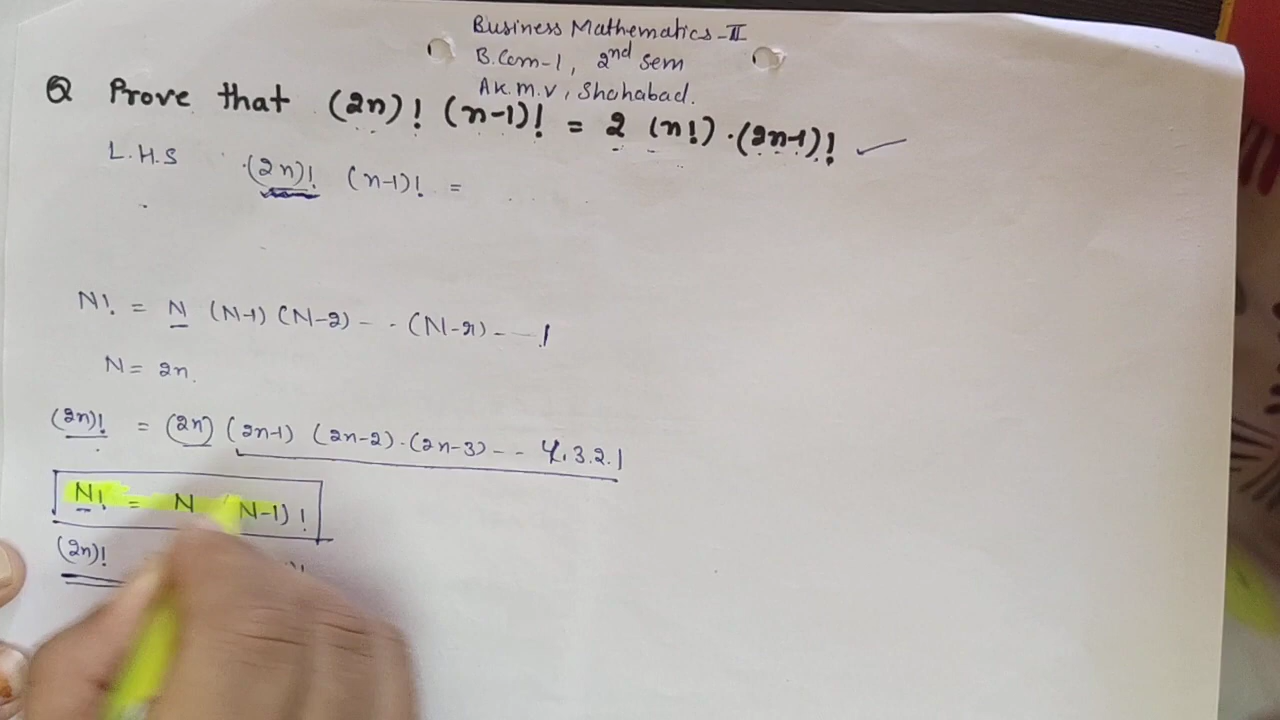 Business Mathematics-II
B.Com-1, 2nd sem
A.K.M.V, Shahabad.
Q Prove that (2n)! (n-1)! = 2 (n!) · (2n-1)!
L.H.S (2n)! (n-1)! =
N! = N (N-1) (N-2) - - (N-r) - - 1
N = 2n.
(2n)! = (2n) (2n-1) (2n-2) · (2n-3) - - 4.3.2.1
N! = N (N-1)!
(2n)!